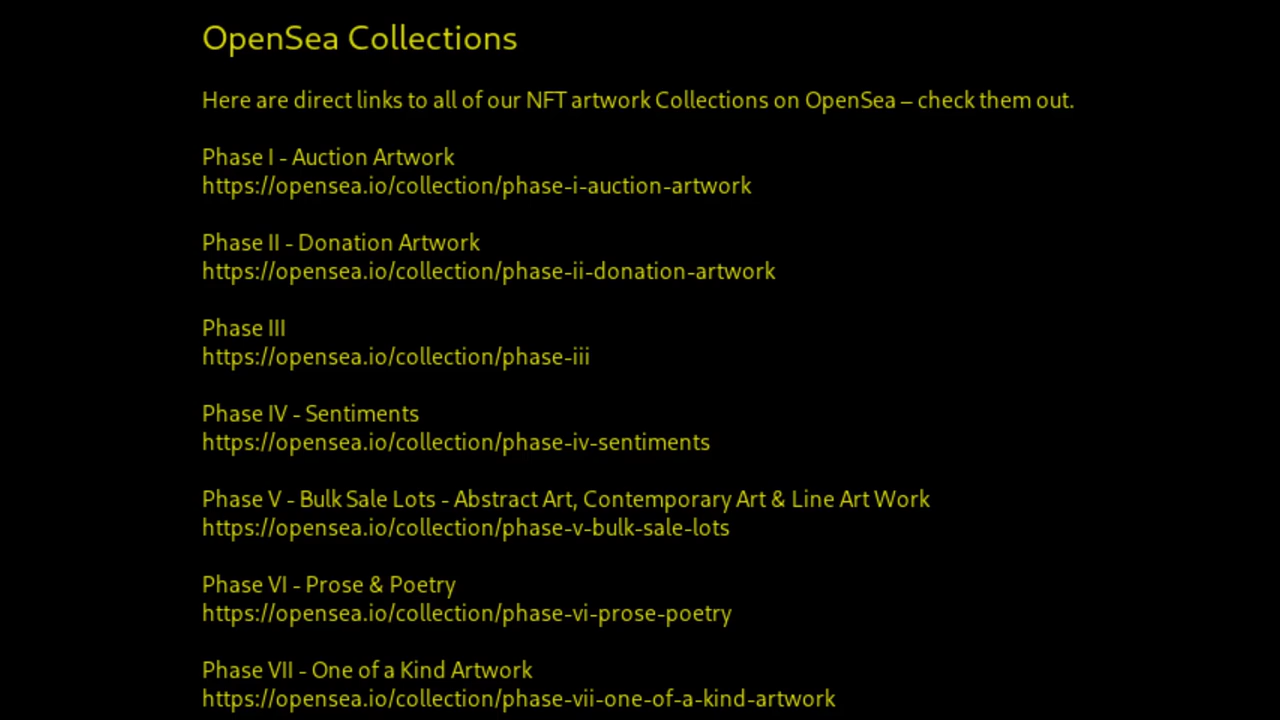 OpenSea Collections
Here are direct links to all of our NFT artwork Collections on OpenSea – check them out.
Phase I - Auction Artwork
https://opensea.io/collection/phase-i-auction-artwork
Phase II - Donation Artwork
https://opensea.io/collection/phase-ii-donation-artwork
Phase III
https://opensea.io/collection/phase-iii
Phase IV - Sentiments
https://opensea.io/collection/phase-iv-sentiments
Phase V - Bulk Sale Lots - Abstract Art, Contemporary Art & Line Art Work
https://opensea.io/collection/phase-v-bulk-sale-lots
Phase VI - Prose & Poetry
https://opensea.io/collection/phase-vi-prose-poetry
Phase VII - One of a Kind Artwork
https://opensea.io/collection/phase-vii-one-of-a-kind-artwork